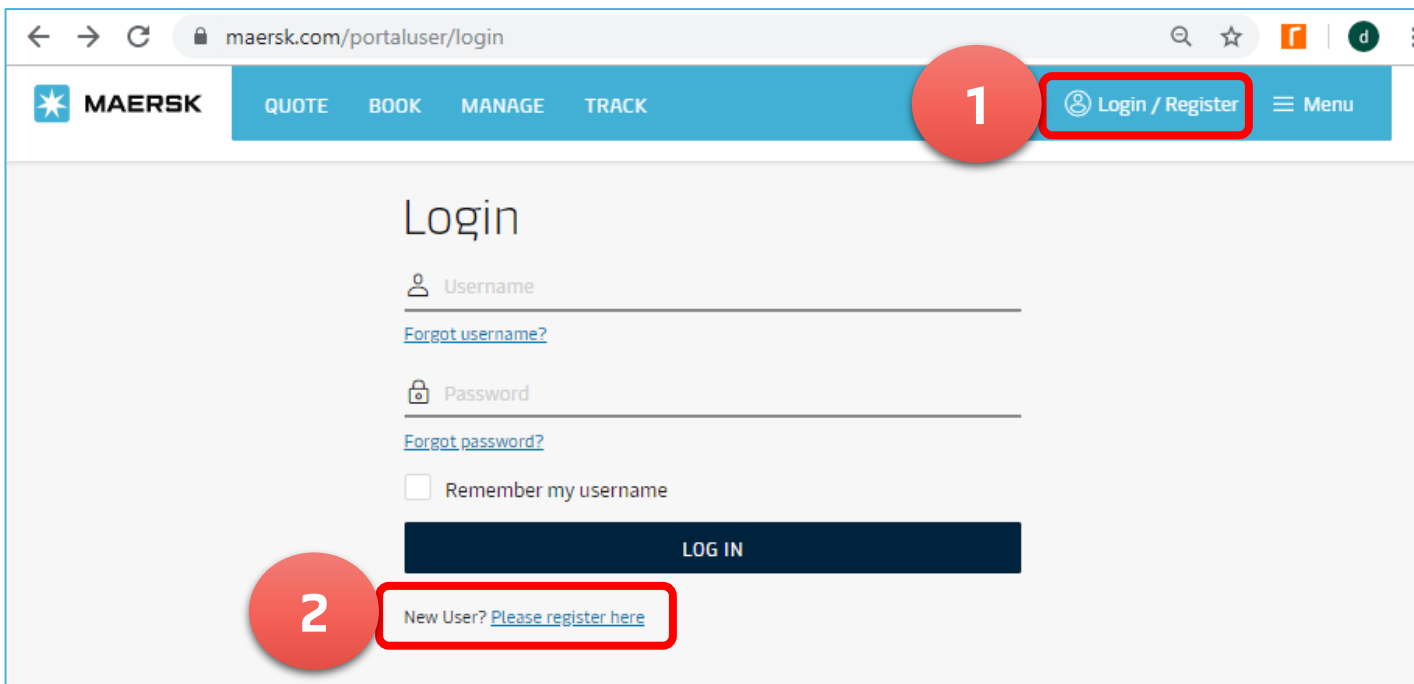 maersk.com/portaluser/login
d
MAERSK QUOTE BOOK MANAGE TRACK 1 Login / Register Menu
Login
Username
Forgot username?
Password
Forgot password?
Remember my username
LOG IN
2 New User? Please register here